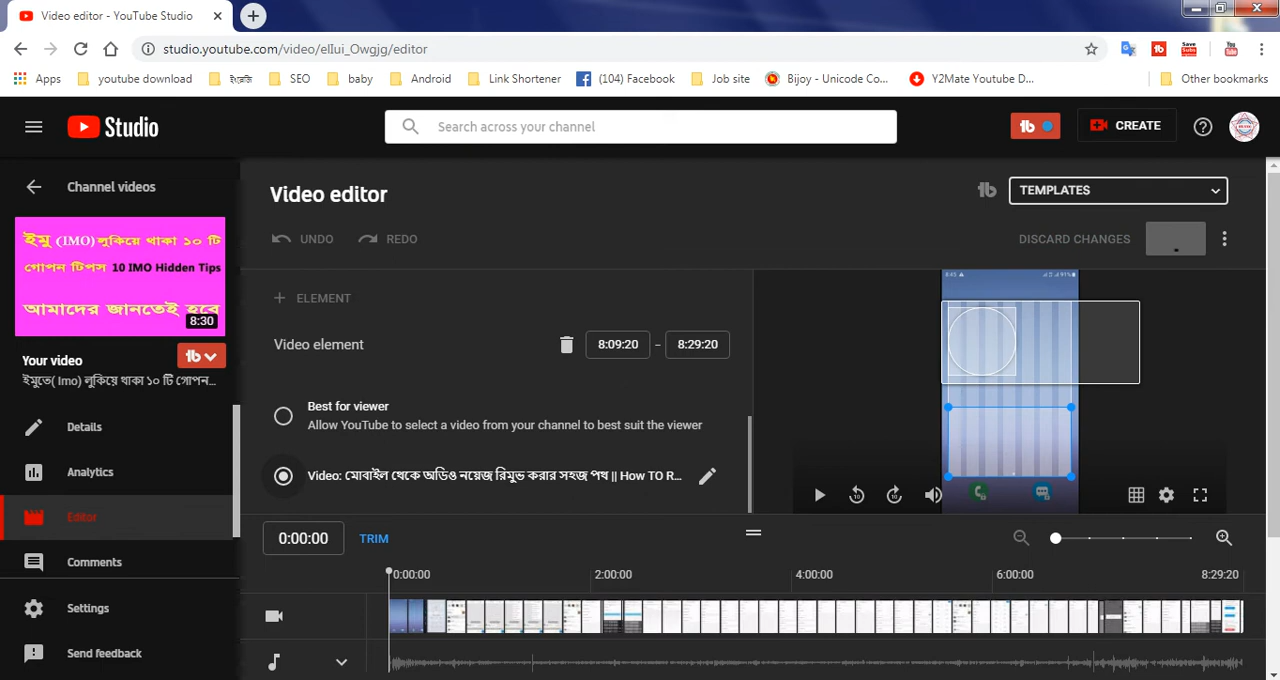 Video editor - YouTube Studio
studio.youtube.com/video/elIui_Owgjg/editor
Apps
youtube download
ইংরেজি
SEO
baby
Android
Link Shortener
(104) Facebook
Job site
Bijoy - Unicode Co...
Y2Mate Youtube D...
Other bookmarks
Studio
Search across your channel
CREATE
Channel videos
ইমু (IMO) লুকিয়ে থাকা ১০ টি
গোপন টিপস 10 IMO Hidden Tips
আমাদের জানতেই হবে
8:30
Your video
ইমুতে( Imo) লুকিয়ে থাকা ১০ টি গোপন...
Details
Analytics
Editor
Comments
Settings
Send feedback
Video editor
TEMPLATES
UNDO
REDO
DISCARD CHANGES
ELEMENT
Video element
8:09:20 – 8:29:20
Best for viewer
Allow YouTube to select a video from your channel to best suit the viewer
Video: মোবাইল থেকে অডিও নয়েজ রিমুভ করার সহজ পথ || How TO R...
8:45
91%
0:00:00
TRIM
0:00:00
2:00:00
4:00:00
6:00:00
8:29:20